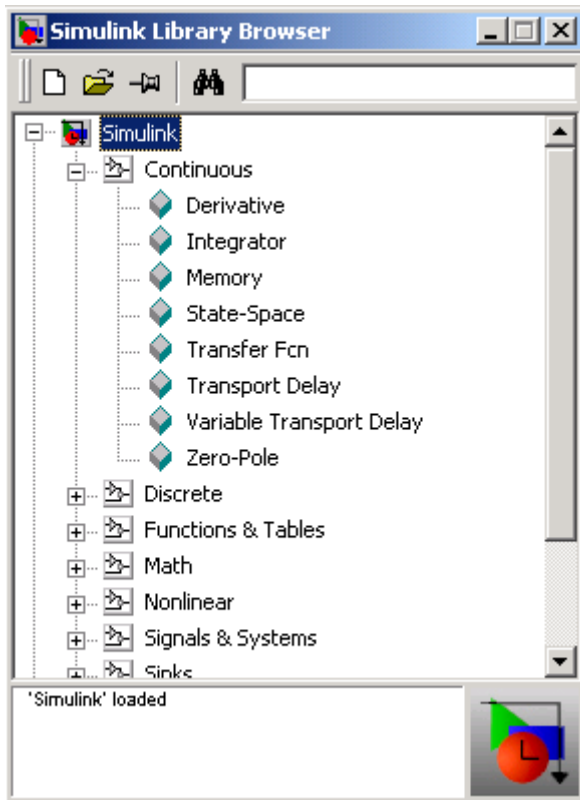 Simulink Library Browser
Simulink
Continuous
Derivative
Integrator
Memory
State-Space
Transfer Fcn
Transport Delay
Variable Transport Delay
Zero-Pole
Discrete
Functions & Tables
Math
Nonlinear
Signals & Systems
Sinks
'Simulink' loaded